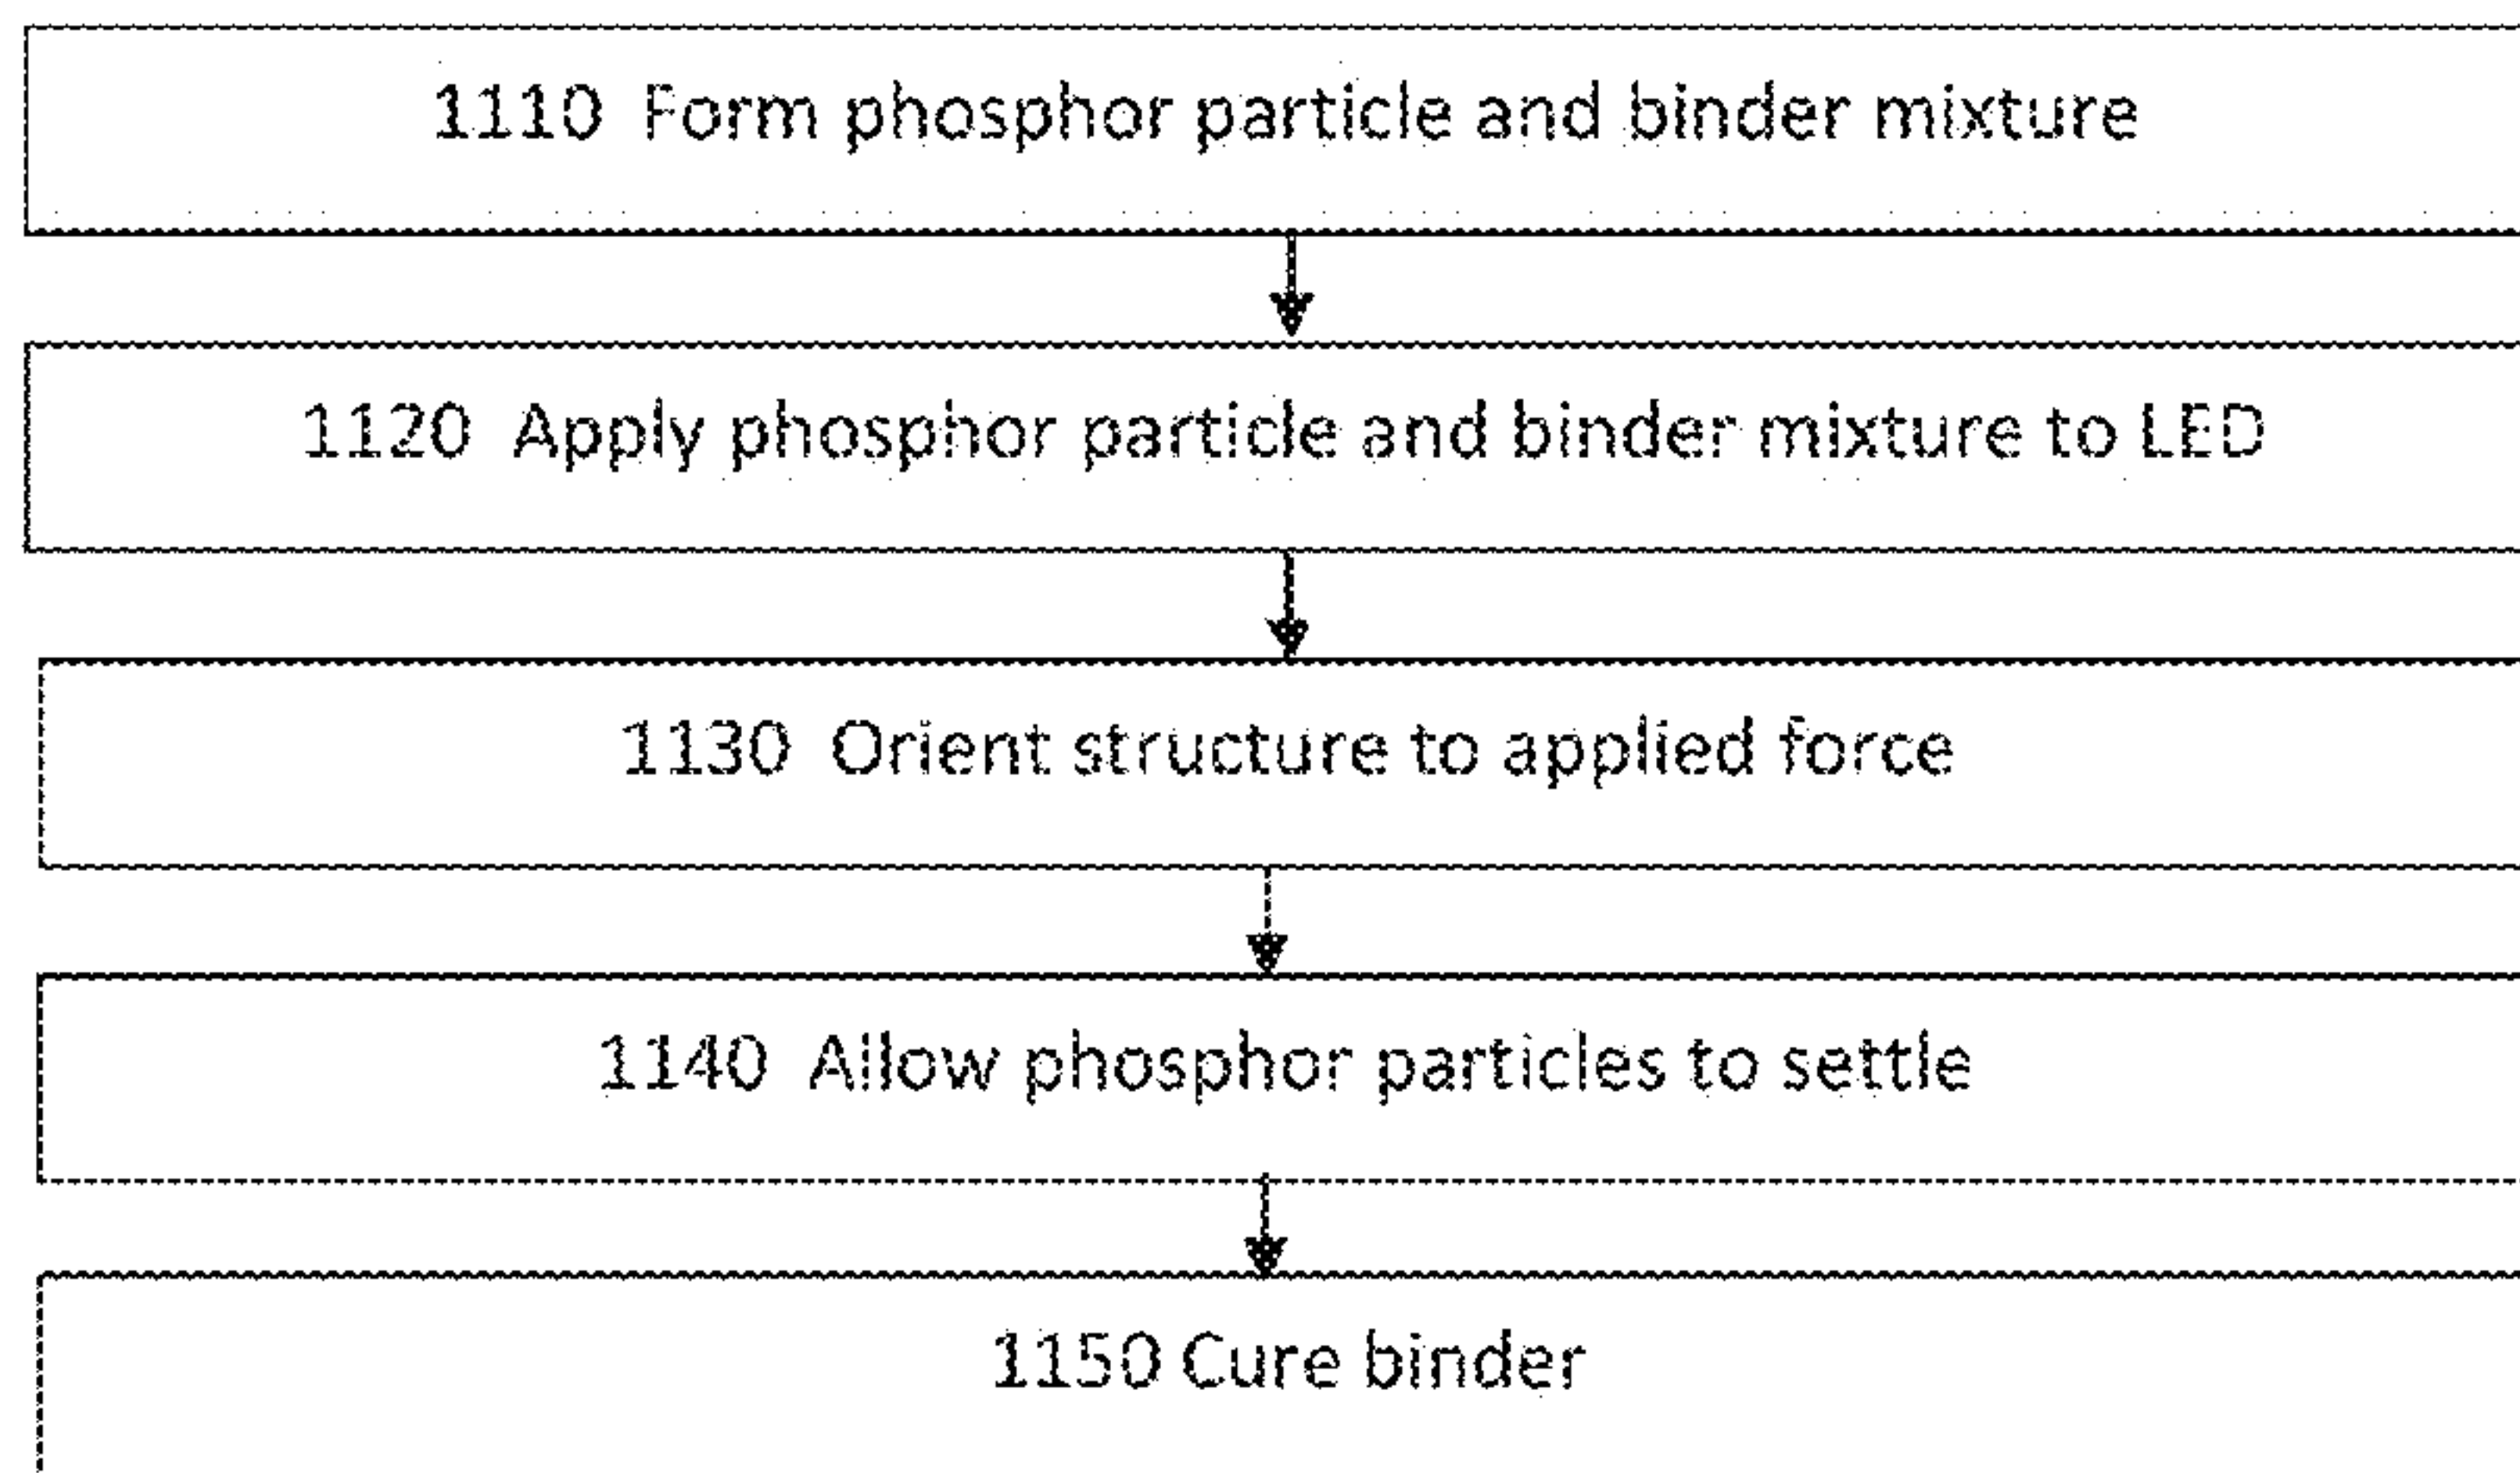 1110 Form phosphor particle and binder mixture
1120 Apply phosphor particle and binder mixture to LED
1130 Orient structure to applied force
1140 Allow phosphor particles to settle
1150 Cure binder